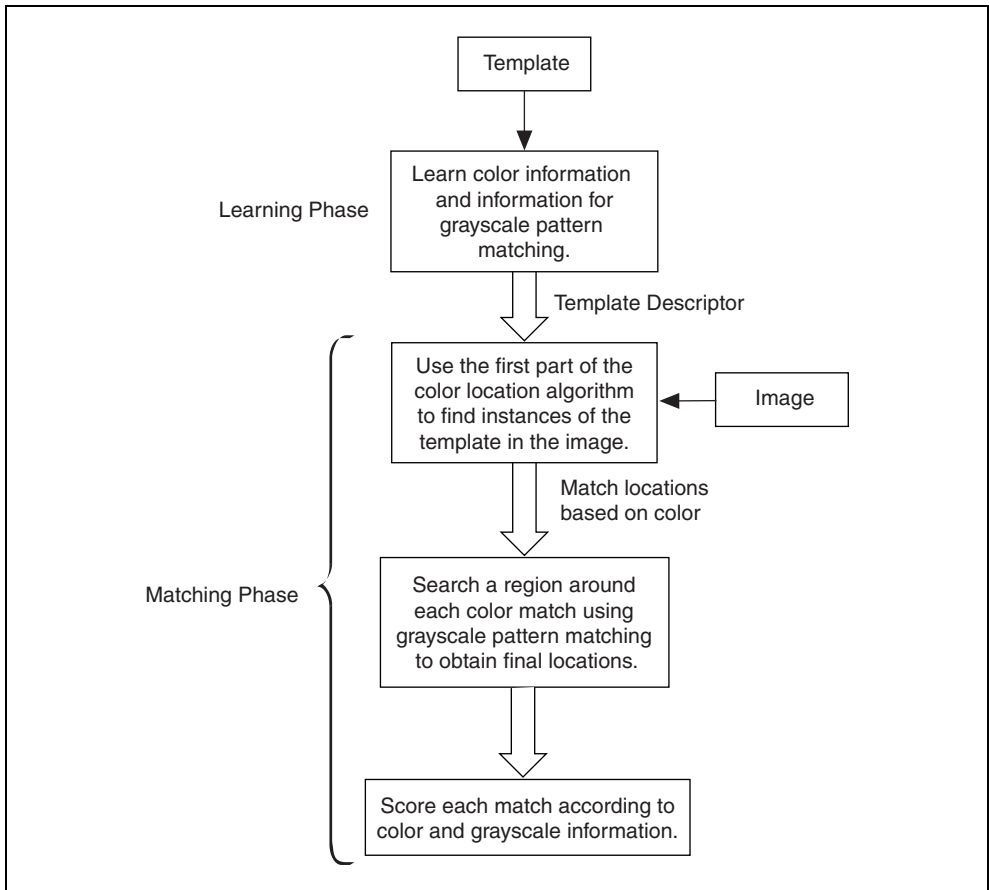 Template
Learning Phase
Learn color information
and information for
grayscale pattern
matching.
Template Descriptor
Use the first part of the
color location algorithm
to find instances of the
template in the image.
Image
Match locations
based on color
Matching Phase
Search a region around
each color match using
grayscale pattern matching
to obtain final locations.
Score each match according to
color and grayscale information.